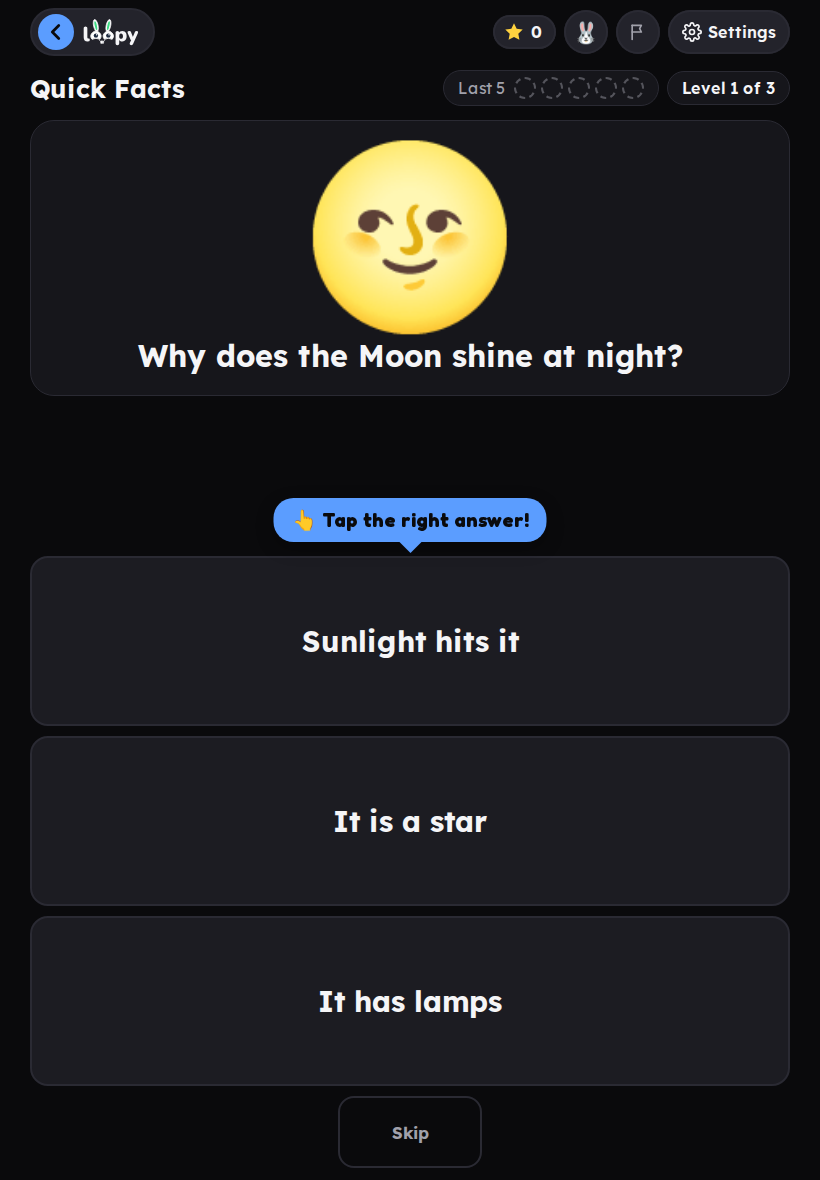 loopy
0
Settings
Quick Facts
Last 5
Level 1 of 3
Why does the Moon shine at night?
👆 Tap the right answer!
Sunlight hits it
It is a star
It has lamps
Skip